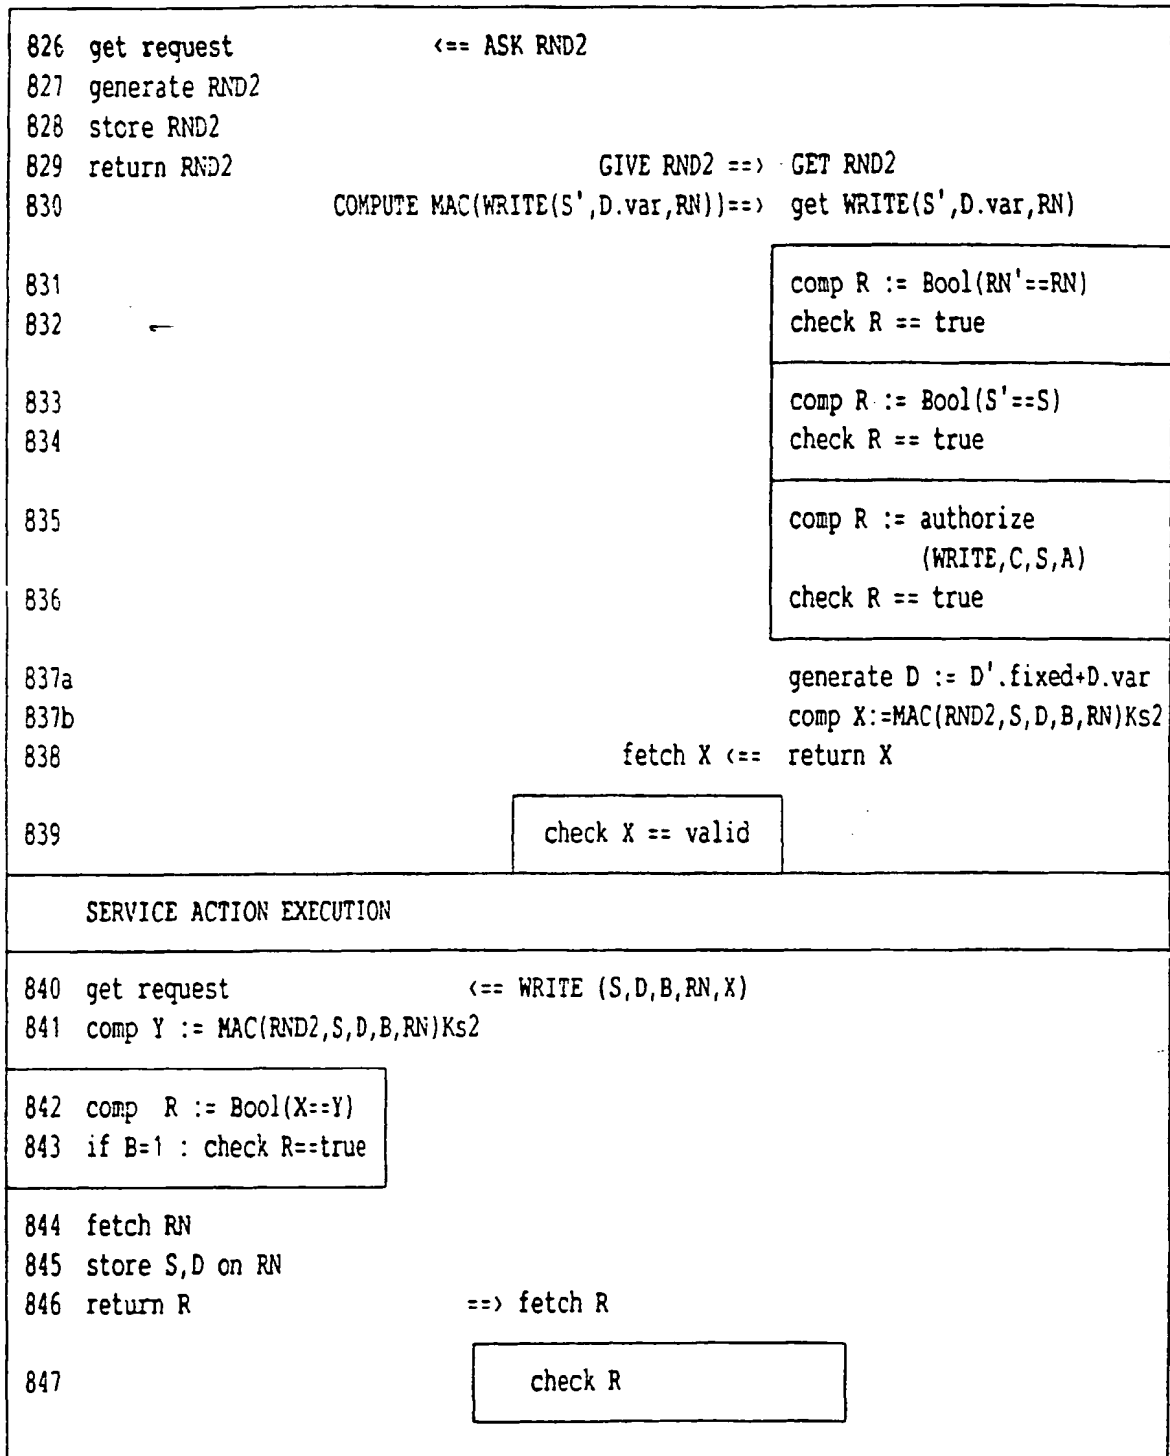 826 get request <== ASK RND2
827 generate RND2
828 store RND2
829 return RND2 GIVE RND2 ==> GET RND2
830 COMPUTE MAC(WRITE(S',D.var,RN))==> get WRITE(S',D.var,RN)
831 comp R := Bool(RN'==RN)
832 check R == true
833 comp R := Bool(S'==S)
834 check R == true
835 comp R := authorize
(WRITE,C,S,A)
836 check R == true
837a generate D := D'.fixed+D.var
837b comp X:=MAC(RND2,S,D,B,RN)Ks2
838 fetch X <== return X
839 check X == valid
SERVICE ACTION EXECUTION
840 get request <== WRITE (S,D,B,RN,X)
841 comp Y := MAC(RND2,S,D,B,RN)Ks2
842 comp R := Bool(X==Y)
843 if B=1 : check R==true
844 fetch RN
845 store S,D on RN
846 return R ==> fetch R
847 check R